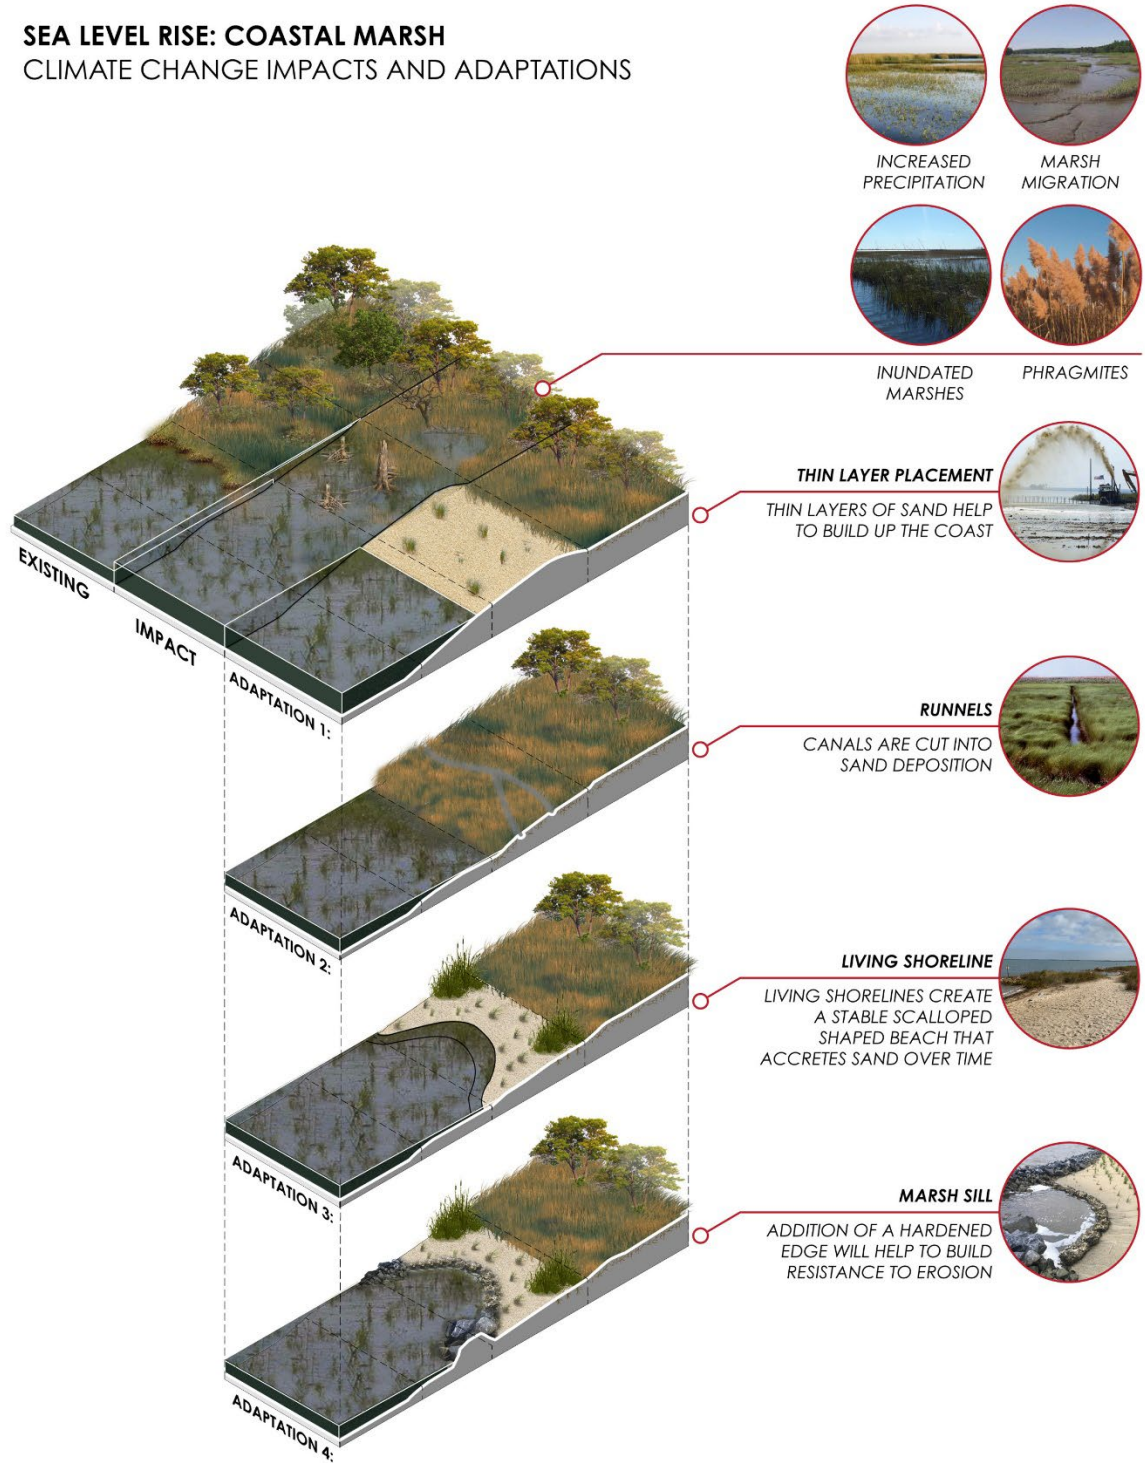 SEA LEVEL RISE: COASTAL MARSH
CLIMATE CHANGE IMPACTS AND ADAPTATIONS
INCREASED
PRECIPITATION
MARSH
MIGRATION
INUNDATED
MARSHES
PHRAGMITES
THIN LAYER PLACEMENT
THIN LAYERS OF SAND HELP
TO BUILD UP THE COAST
EXISTING
IMPACT
ADAPTATION 1:
RUNNELS
CANALS ARE CUT INTO
SAND DEPOSITION
ADAPTATION 2:
LIVING SHORELINE
LIVING SHORELINES CREATE
A STABLE SCALLOPED
SHAPED BEACH THAT
ACCRETES SAND OVER TIME
ADAPTATION 3:
MARSH SILL
ADDITION OF A HARDENED
EDGE WILL HELP TO BUILD
RESISTANCE TO EROSION
ADAPTATION 4: